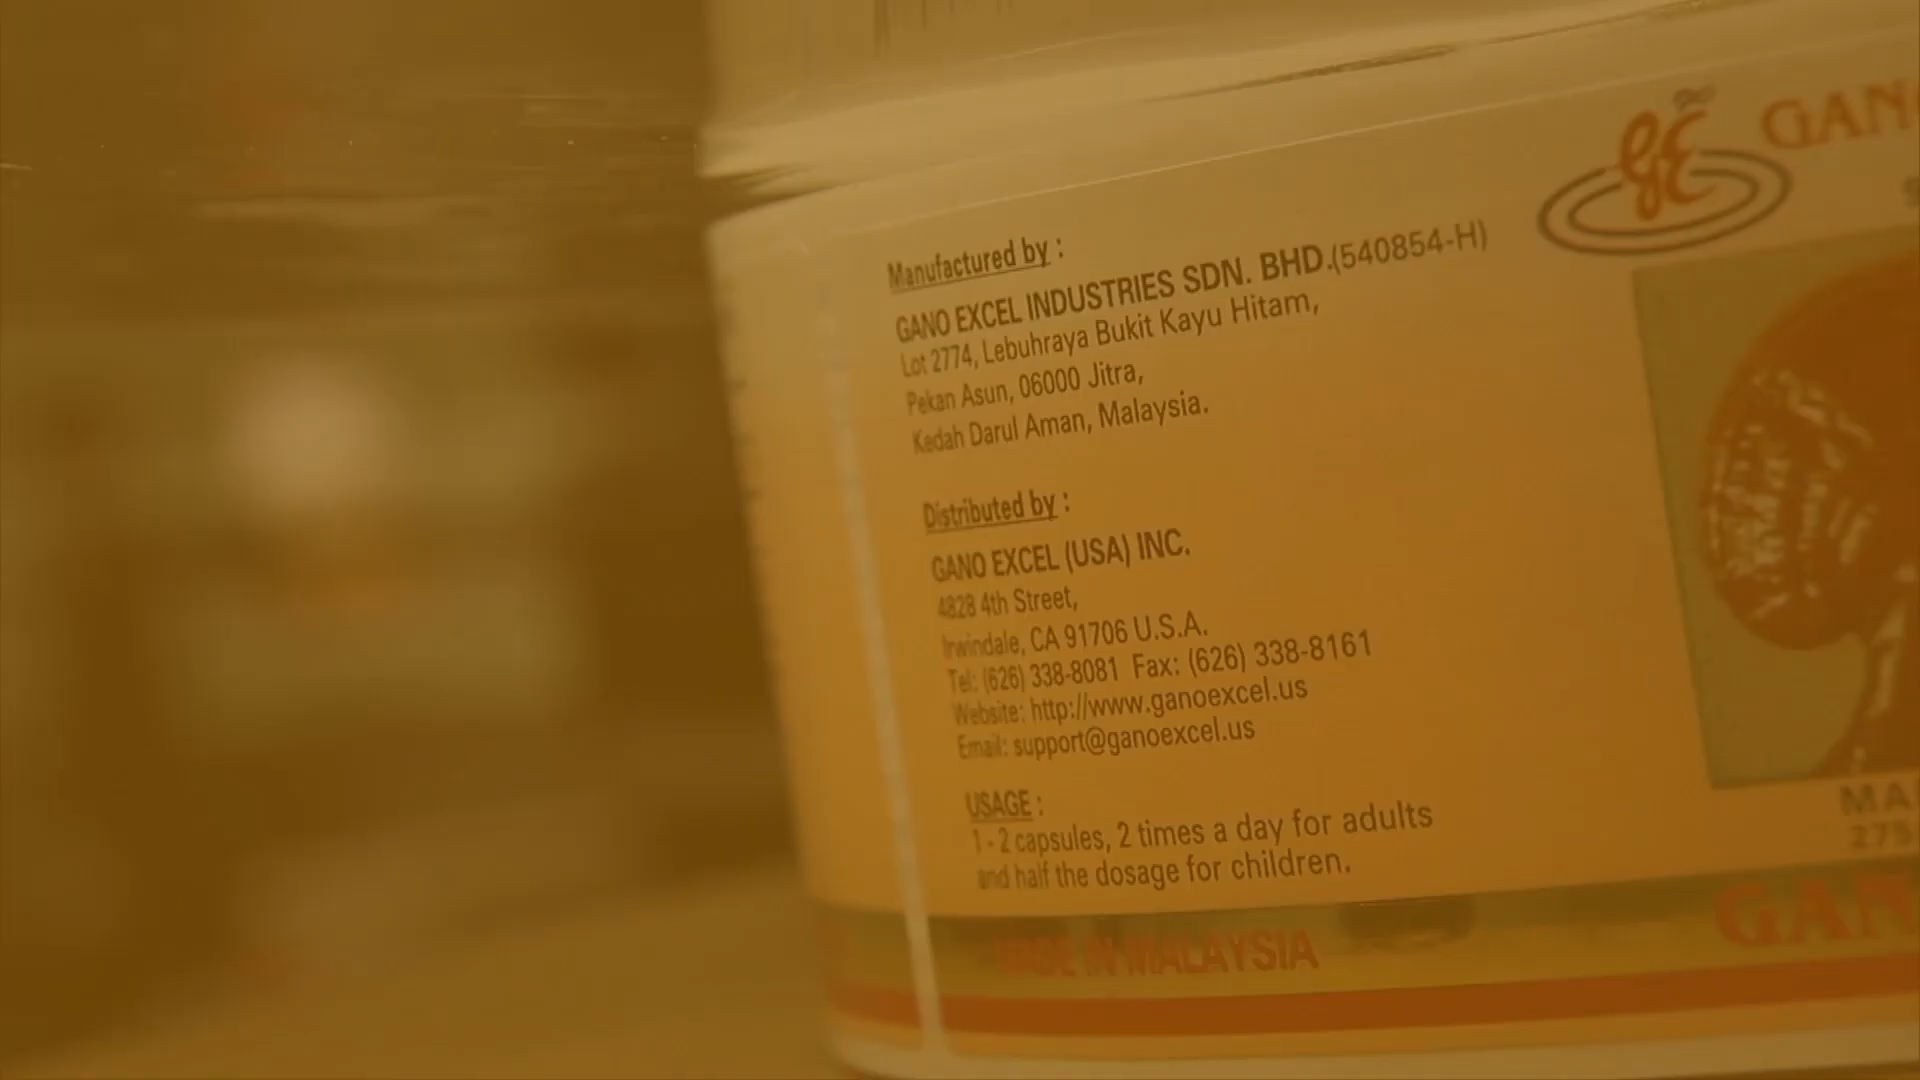 Manufactured by :
GANO EXCEL INDUSTRIES SDN. BHD.(540854-H)
Lot 2774, Lebuhraya Bukit Kayu Hitam,
Pekan Asun, 06000 Jitra,
Kedah Darul Aman, Malaysia.
Distributed by :
GANO EXCEL (USA) INC.
4828 4th Street,
Irwindale, CA 91706 U.S.A.
Tel: (626) 338-8081 Fax: (626) 338-8161
Website: http://www.ganoexcel.us
Email: support@ganoexcel.us
USAGE :
1 - 2 capsules, 2 times a day for adults
and half the dosage for children.
MADE IN MALAYSIA
gE